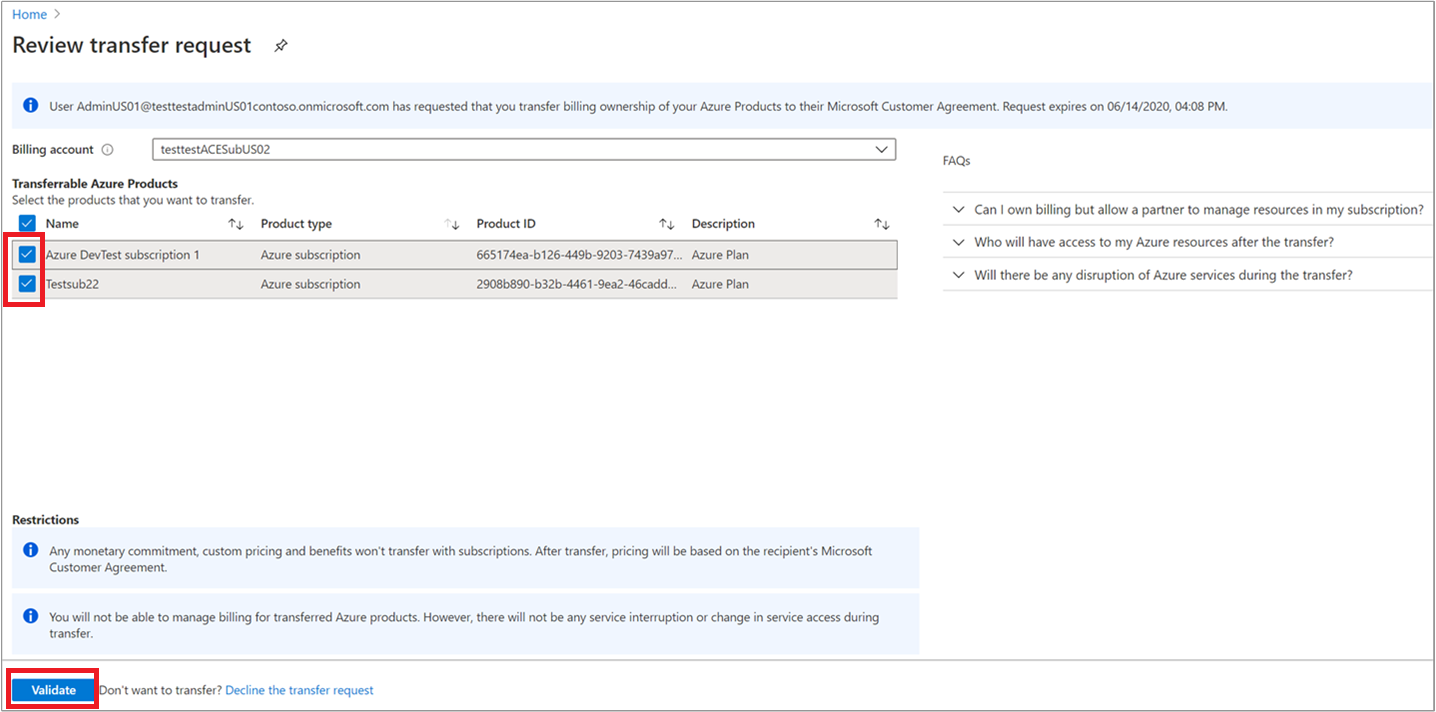 Home
Review transfer request
User AdminUS01@testtestadminUS01contoso.onmicrosoft.com has requested that you transfer billing ownership of your Azure Products to their Microsoft Customer Agreement. Request expires on 06/14/2020, 04:08 PM.
Billing account
testtestACESubUS02
Transferrable Azure Products
Select the products that you want to transfer.
Name Product type Product ID Description
Azure DevTest subscription 1 Azure subscription 665174ea-b126-449b-9203-7439a97... Azure Plan
Testsub22 Azure subscription 2908b890-b32b-4461-9ea2-46cadd... Azure Plan
FAQs
Can I own billing but allow a partner to manage resources in my subscription?
Who will have access to my Azure resources after the transfer?
Will there be any disruption of Azure services during the transfer?
Restrictions
Any monetary commitment, custom pricing and benefits won't transfer with subscriptions. After transfer, pricing will be based on the recipient's Microsoft
Customer Agreement.
You will not be able to manage billing for transferred Azure products. However, there will not be any service interruption or change in service access during
transfer.
Validate Don't want to transfer? Decline the transfer request